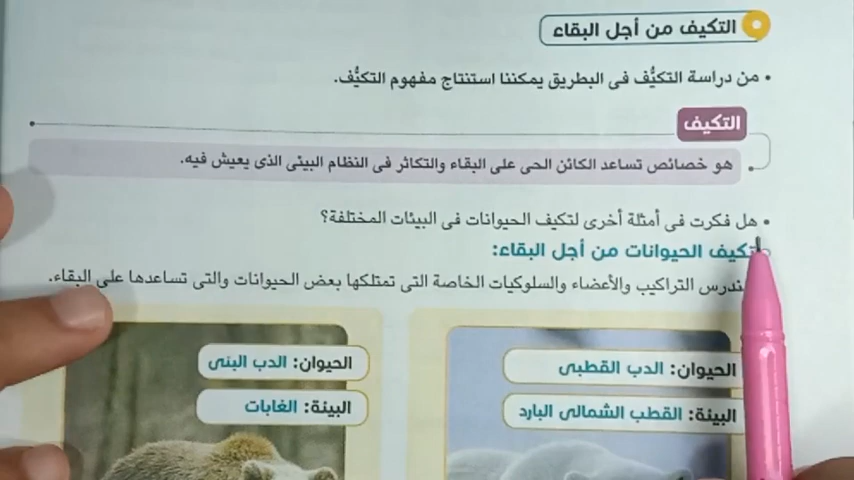 التكيف من أجل البقاء
• من دراسة التكيُّف فى البطريق يمكننا استنتاج مفهوم التكيُّف.
التكيف
هو خصائص تساعد الكائن الحى على البقاء والتكاثر فى النظام البيئى الذى يعيش فيه.
• هل فكرت فى أمثلة أخرى لتكيف الحيوانات فى البيئات المختلفة؟
تكيف الحيوانات من أجل البقاء:
ندرس التراكيب والأعضاء والسلوكيات الخاصة التى تمتلكها بعض الحيوانات والتى تساعدها على البقاء.
الحيوان: الدب القطبى
البيئة: القطب الشمالى البارد
الحيوان: الدب البنى
البيئة: الغابات